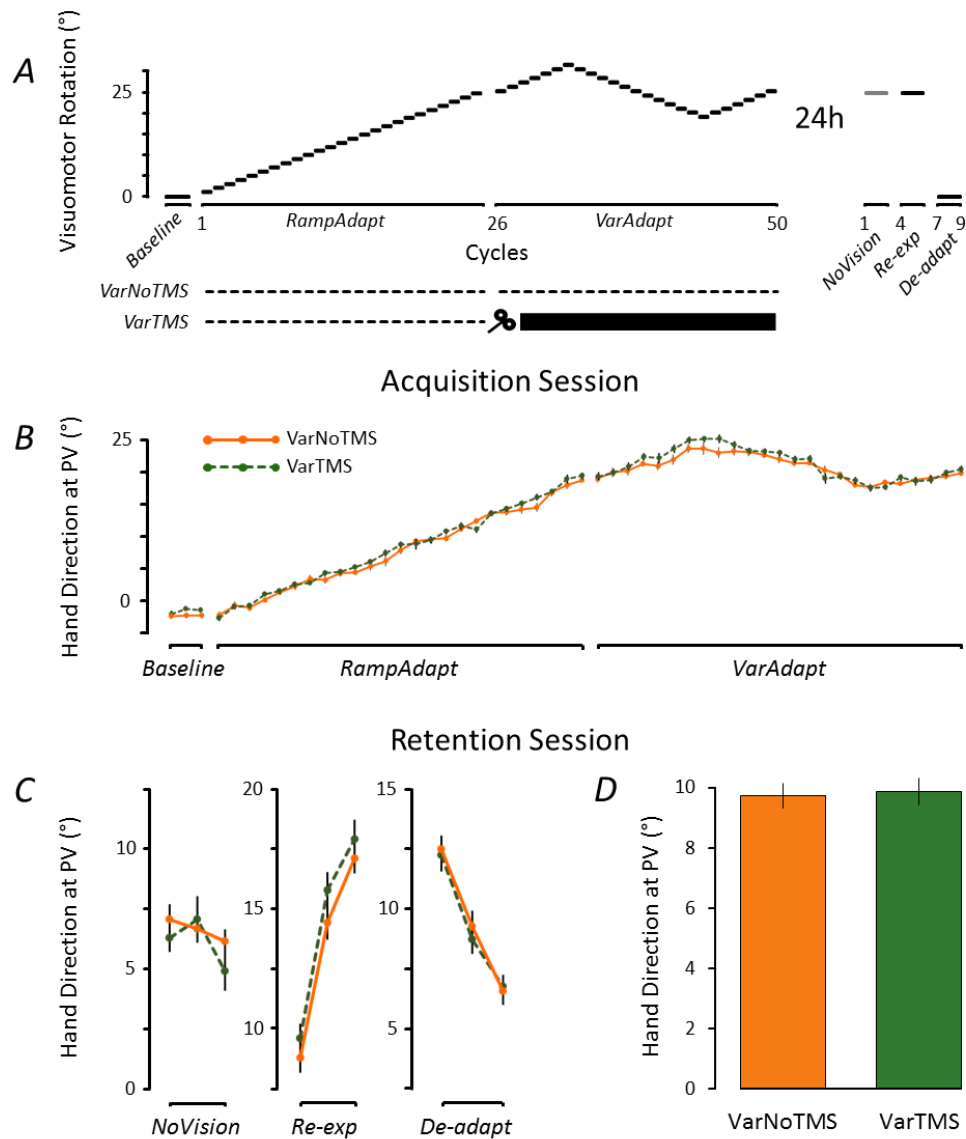 A
Visuomotor Rotation (°)
25
0
24h
Baseline
1
RampAdapt
26
VarAdapt
50
Cycles
1
4
7
9
NoVision
Re-exp
De-adapt
VarNoTMS
VarTMS
Acquisition Session
B
Hand Direction at PV (°)
25
0
VarNoTMS
VarTMS
Baseline
RampAdapt
VarAdapt
Retention Session
C
Hand Direction at PV (°)
10
5
0
NoVision
20
15
10
Re-exp
15
10
5
De-adapt
D
Hand Direction at PV (°)
10
8
6
4
2
0
VarNoTMS
VarTMS